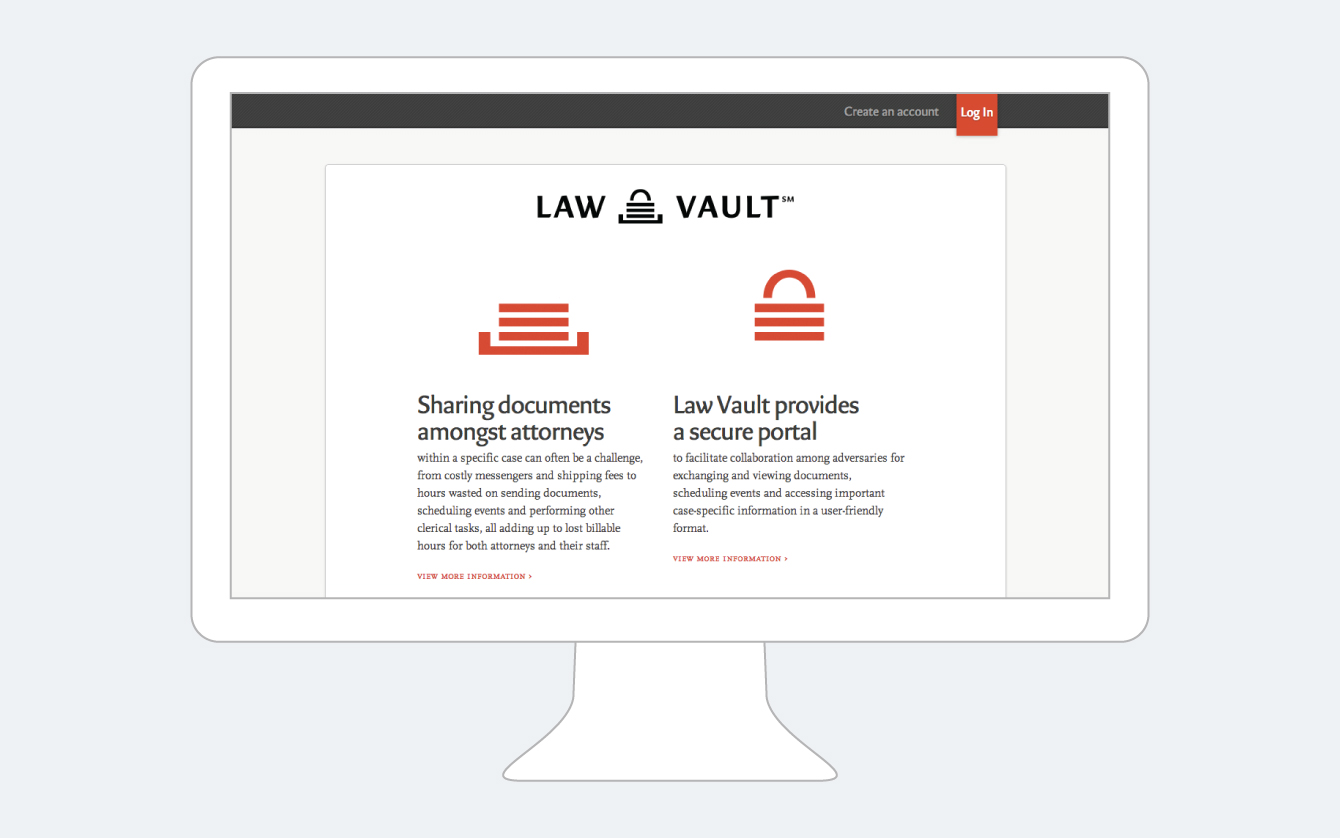 Create an account
Log In
LAW VAULT℠
Sharing documents
amongst attorneys
within a specific case can often be a challenge,
from costly messengers and shipping fees to
hours wasted on sending documents,
scheduling events and performing other
clerical tasks, all adding up to lost billable
hours for both attorneys and their staff.
VIEW MORE INFORMATION >
Law Vault provides
a secure portal
to facilitate collaboration among adversaries for
exchanging and viewing documents,
scheduling events and accessing important
case-specific information in a user-friendly
format.
VIEW MORE INFORMATION >